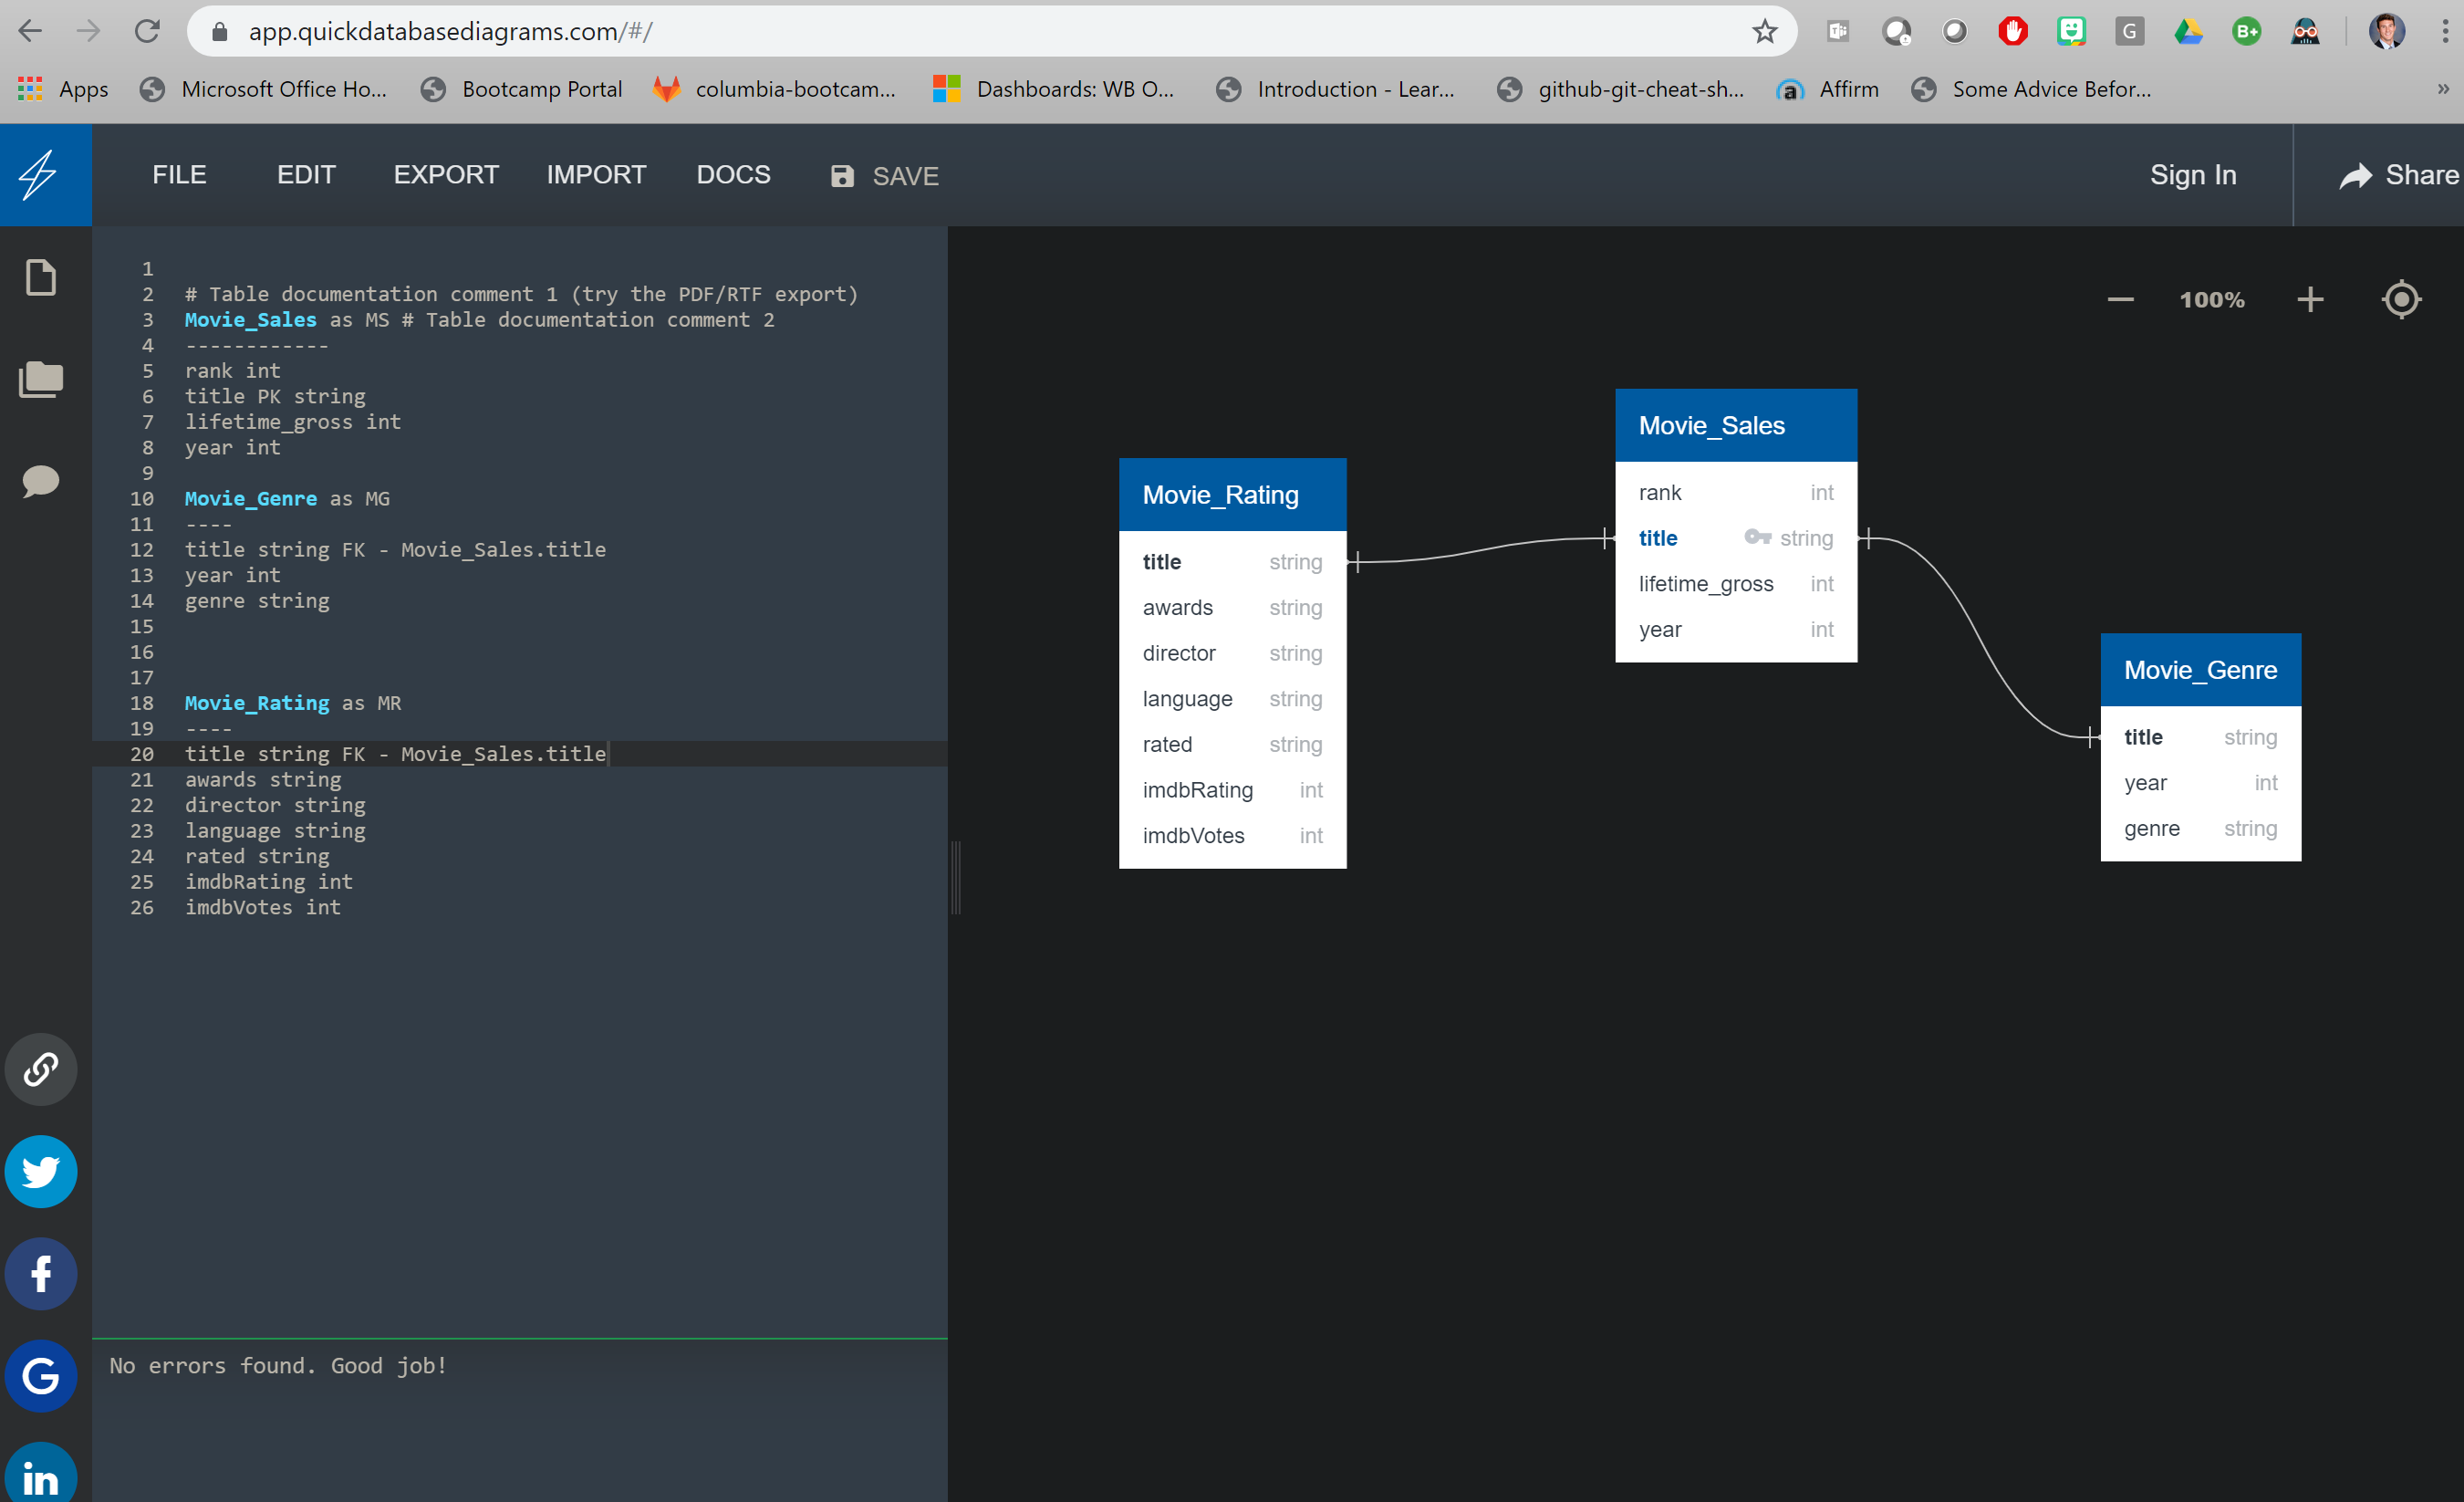 app.quickdatabasediagrams.com/#/
G
B+
Apps Microsoft Office Ho... Bootcamp Portal columbia-bootcam... Dashboards: WB O... Introduction - Lear... github-git-cheat-sh... a Affirm Some Advice Befor... »
FILE EDIT EXPORT IMPORT DOCS SAVE Sign In Share
1
2 # Table documentation comment 1 (try the PDF/RTF export)
3 Movie_Sales as MS # Table documentation comment 2
4 ------------
5 rank int
6 title PK string
7 lifetime_gross int
8 year int
9
10 Movie_Genre as MG
11 ----
12 title string FK - Movie_Sales.title
13 year int
14 genre string
15
16
17
18 Movie_Rating as MR
19 ----
20 title string FK - Movie_Sales.title
21 awards string
22 director string
23 language string
24 rated string
25 imdbRating int
26 imdbVotes int
No errors found. Good job!
100%
Movie_Rating
title string
awards string
director string
language string
rated string
imdbRating int
imdbVotes int
Movie_Sales
rank int
title string
lifetime_gross int
year int
Movie_Genre
title string
year int
genre string
f
G
in